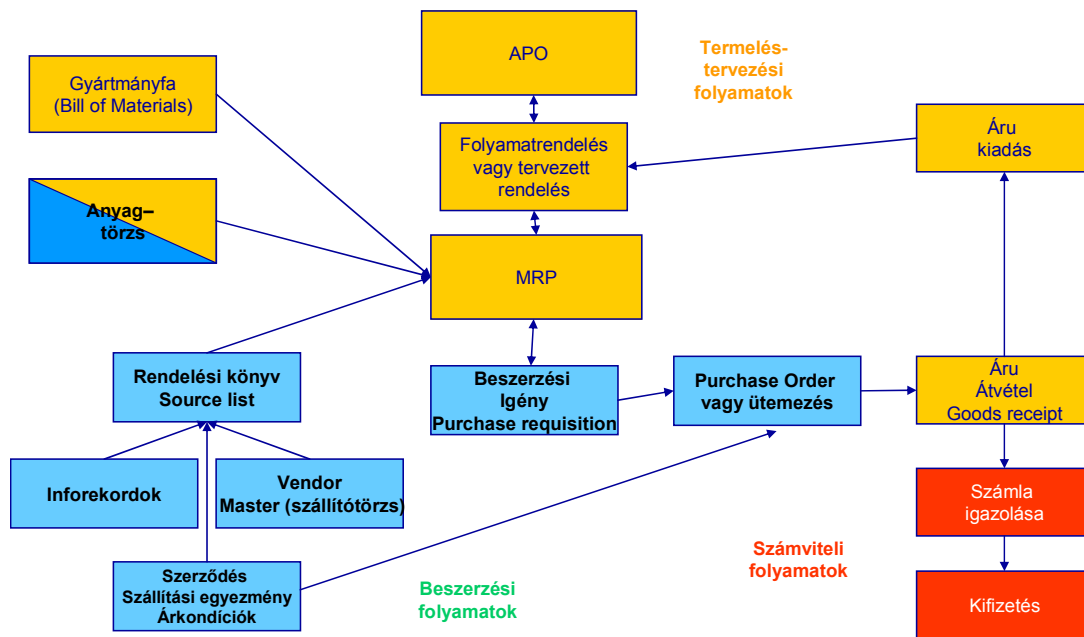 APO
Termelés-
tervezési
folyamatok
Gyártmányfa
(Bill of Materials)
Folyamatrendelés
vagy tervezett
rendelés
Áru
kiadás
Anyag–
törzs
MRP
Rendelési könyv
Source list
Beszerzési
Igény
Purchase requisition
Purchase Order
vagy ütemezés
Áru
Átvétel
Goods receipt
Inforekordok
Vendor
Master (szállítótörzs)
Számla
igazolása
Szerződés
Szállítási egyezmény
Árkondíciók
Beszerzési
folyamatok
Számviteli
folyamatok
Kifizetés